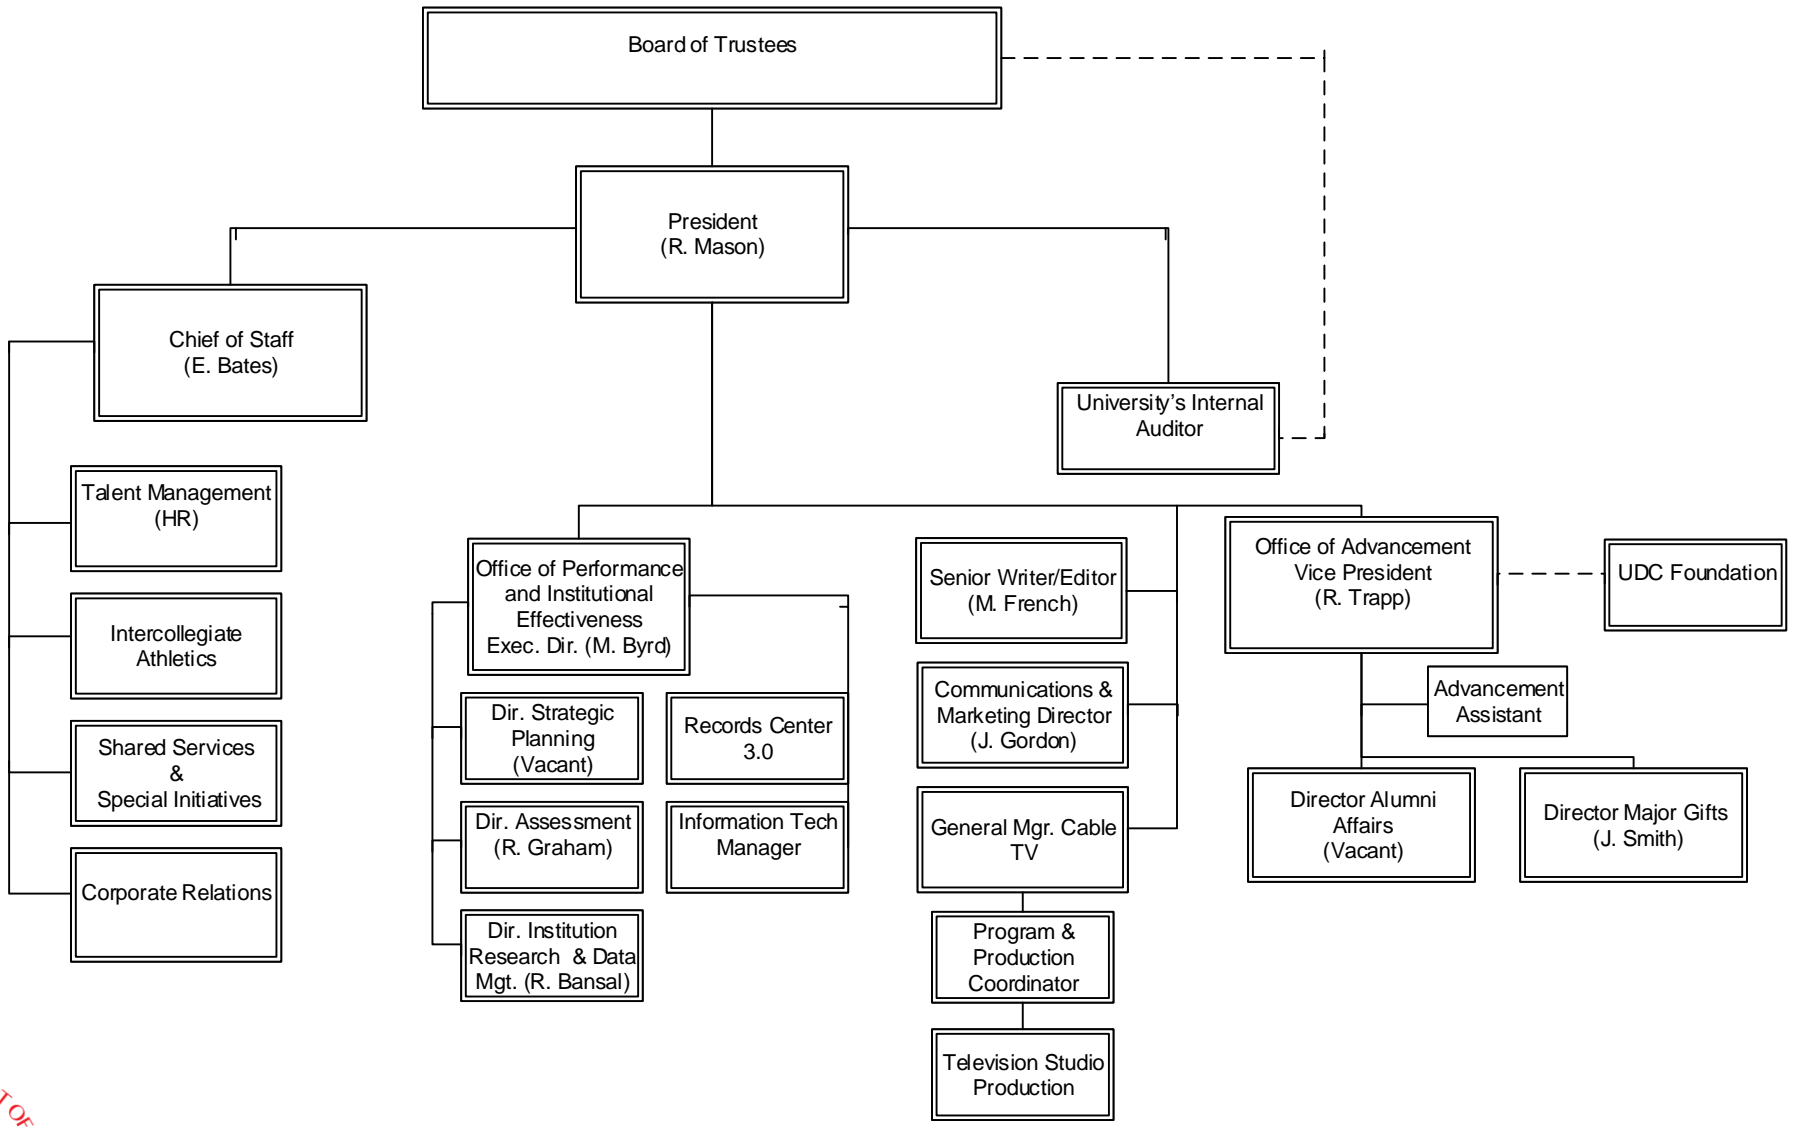 Board of Trustees
President
(R. Mason)
Chief of Staff
(E. Bates)
University’s Internal
Auditor
Talent Management
(HR)
Intercollegiate
Athletics
Shared Services
&
Special Initiatives
Corporate Relations
Office of Performance
and Institutional
Effectiveness
Exec. Dir. (M. Byrd)
Dir. Strategic
Planning
(Vacant)
Dir. Assessment
(R. Graham)
Dir. Institution
Research & Data
Mgt. (R. Bansal)
Records Center
3.0
Information Tech
Manager
Senior Writer/Editor
(M. French)
Communications &
Marketing Director
(J. Gordon)
General Mgr. Cable
TV
Program &
Production
Coordinator
Television Studio
Production
Office of Advancement
Vice President
(R. Trapp)
UDC Foundation
Advancement
Assistant
Director Alumni
Affairs
(Vacant)
Director Major Gifts
(J. Smith)
T OF